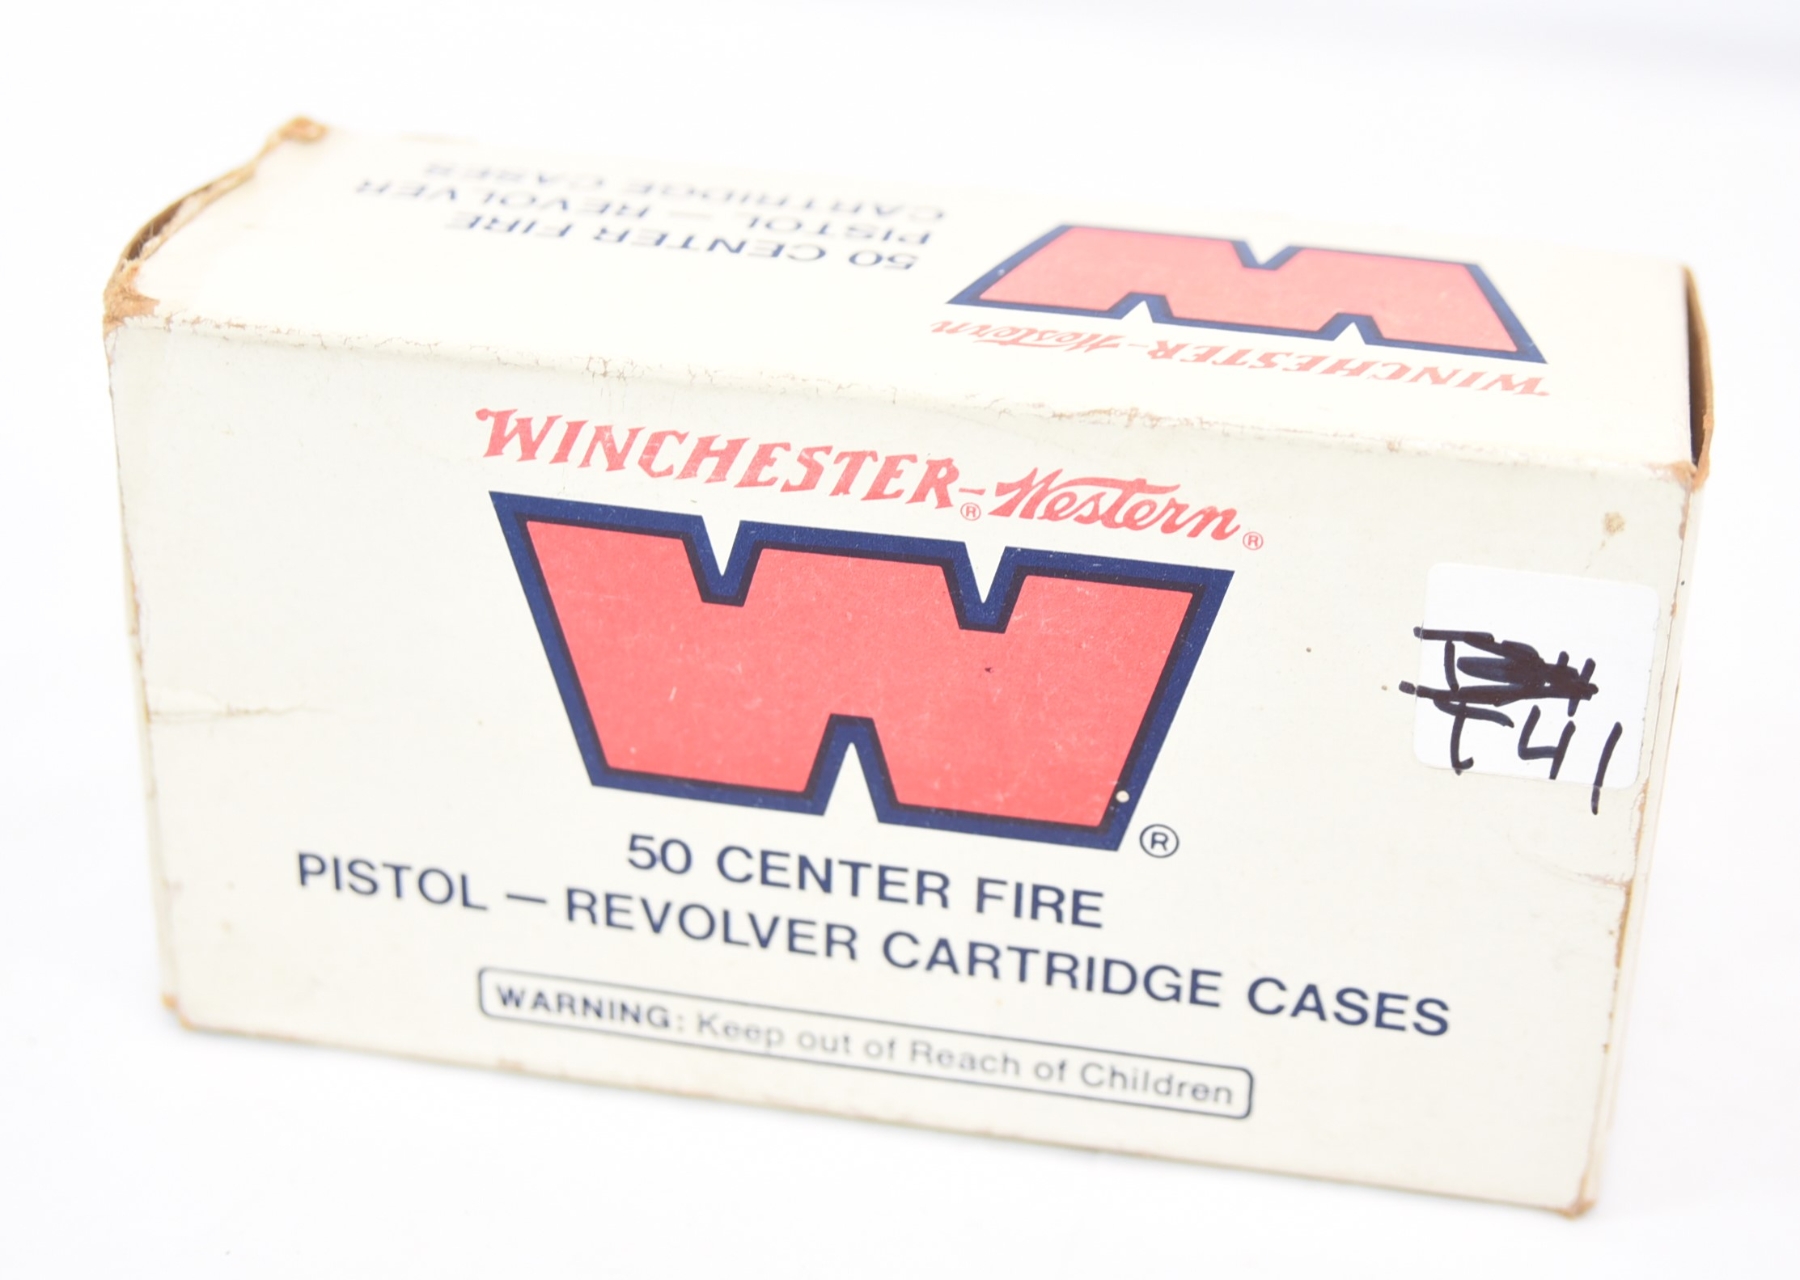 50 CENTER FIRE
PISTOL — REVOLVER
CARTRIDGE CASES
W
WINCHESTER-Western
WINCHESTER®-Western®
W®
50 CENTER FIRE
PISTOL — REVOLVER CARTRIDGE CASES
WARNING: Keep out of Reach of Children
41